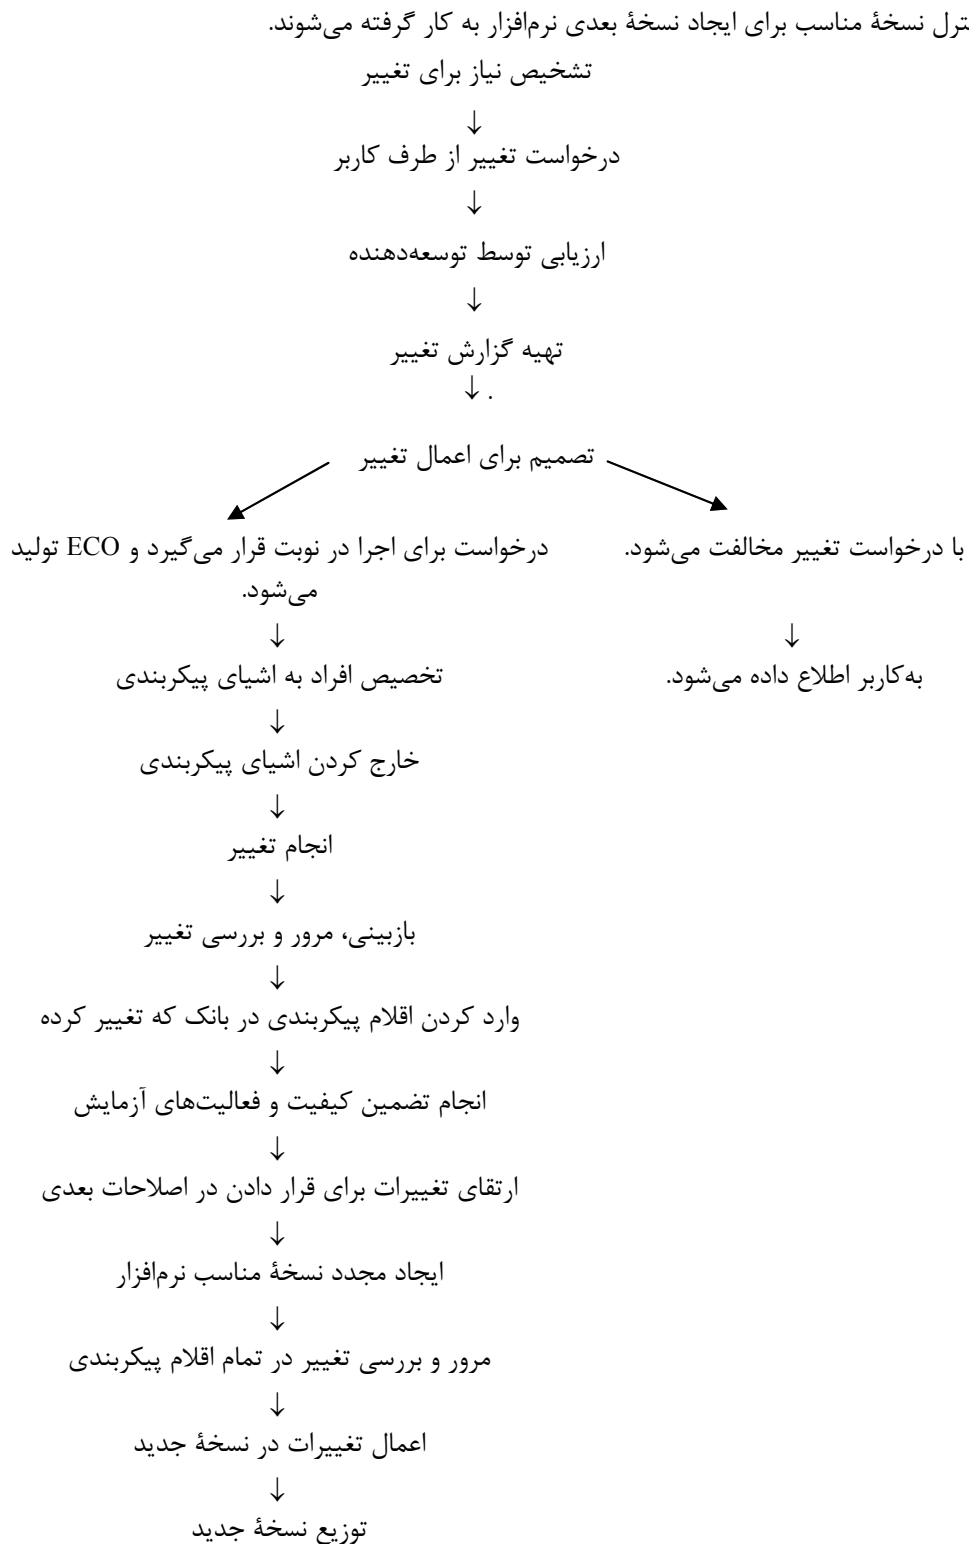 نسخهٔ مناسب برای ایجاد نسخهٔ بعدی نرم‌افزار به کار گرفته می‌شوند.
تشخیص نیاز برای تغییر
↓
درخواست تغییر از طرف کاربر
↓
ارزیابی توسط توسعه‌دهنده
↓
تهیه گزارش تغییر
↓ .
تصمیم برای اعمال تغییر
با درخواست تغییر مخالفت می‌شود.
↓
به‌کاربر اطلاع داده می‌شود.
درخواست برای اجرا در نوبت قرار می‌گیرد و ECO تولید
می‌شود.
↓
تخصیص افراد به اشیای پیکربندی
↓
خارج کردن اشیای پیکربندی
↓
انجام تغییر
↓
بازبینی، مرور و بررسی تغییر
↓
وارد کردن اقلام پیکربندی در بانک که تغییر کرده
↓
انجام تضمین کیفیت و فعالیت‌های آزمایش
↓
ارتقای تغییرات برای قرار دادن در اصلاحات بعدی
↓
ایجاد مجدد نسخهٔ مناسب نرم‌افزار
↓
مرور و بررسی تغییر در تمام اقلام پیکربندی
↓
اعمال تغییرات در نسخهٔ جدید
↓
توزیع نسخهٔ جدید